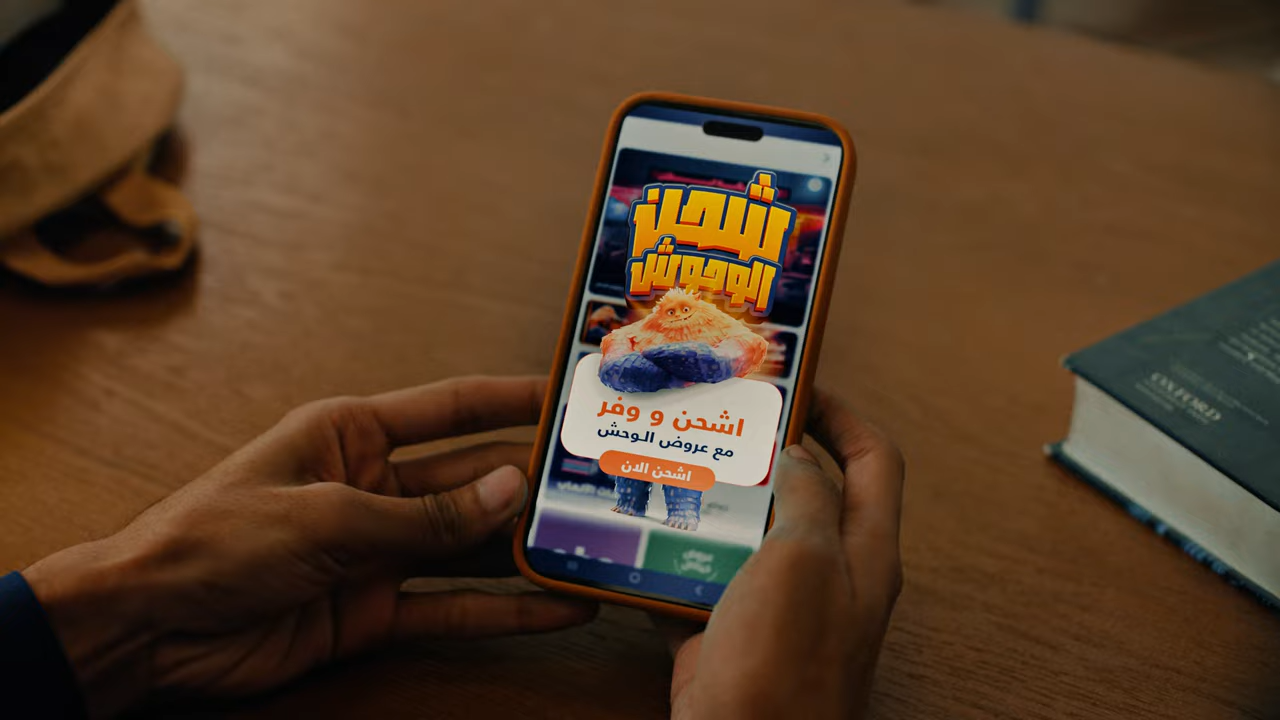 شحن
الوحوش
اشحن و وفر
مع عروض الوحش
اشحن الان
OXFORD